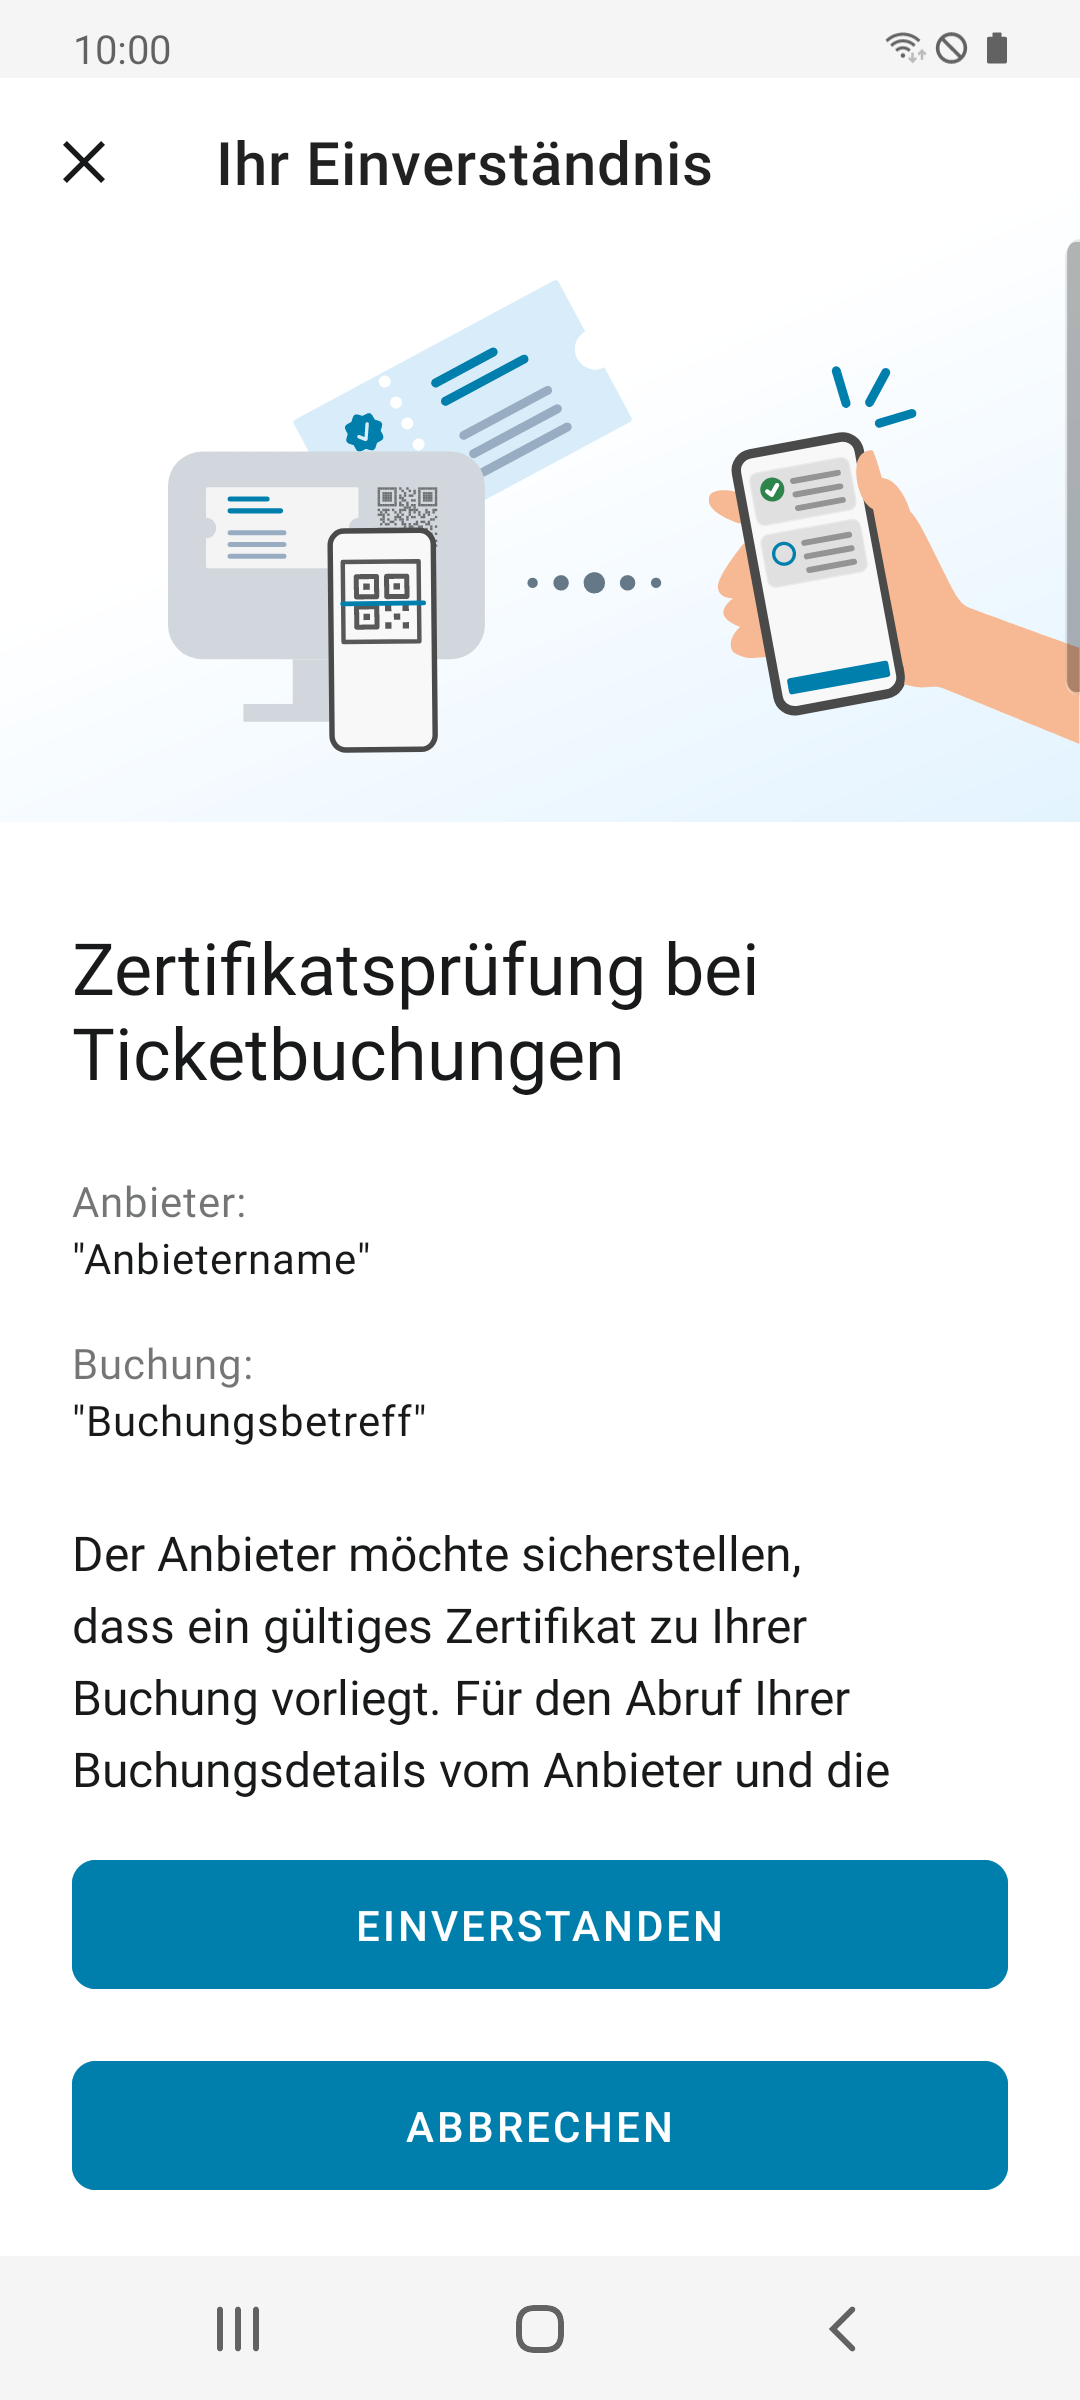 10:00
Ihr Einverständnis
Zertifikatsprüfung bei
Ticketbuchungen
Anbieter:
"Anbietername"
Buchung:
"Buchungsbetreff"
Der Anbieter möchte sicherstellen,
dass ein gültiges Zertifikat zu Ihrer
Buchung vorliegt. Für den Abruf Ihrer
Buchungsdetails vom Anbieter und die
EINVERSTANDEN
ABBRECHEN